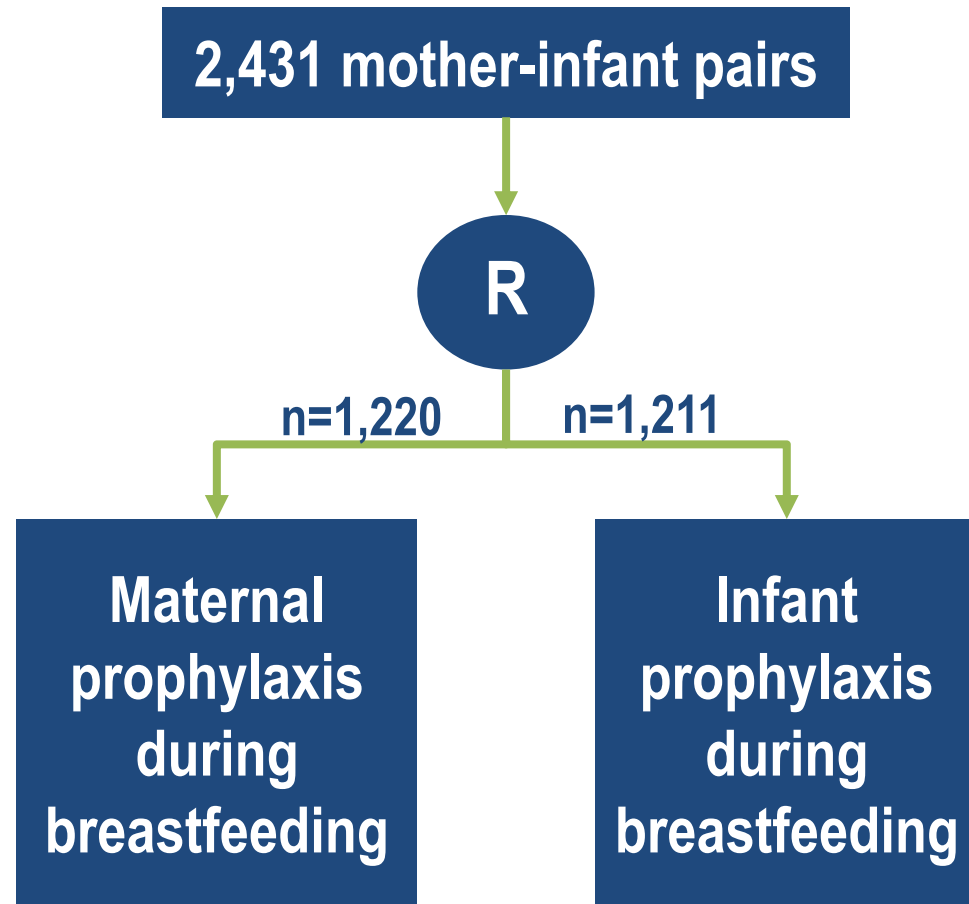 2,431 mother-infant pairs
R
n=1,220
n=1,211
Maternal
prophylaxis
during
breastfeeding
Infant
prophylaxis
during
breastfeeding